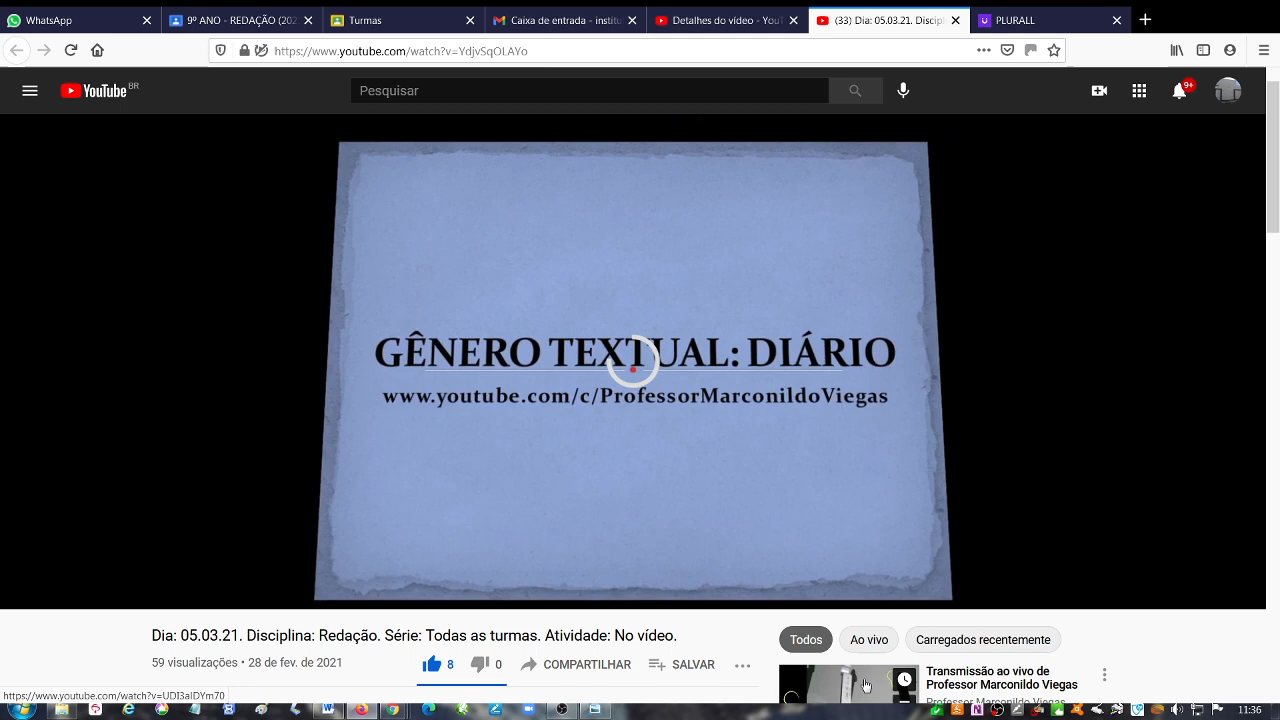 WhatsApp
9º ANO - REDAÇÃO (202
Turmas
Caixa de entrada - institu
Detalhes do vídeo - YouT
(33) Dia: 05.03.21. Discipl
PLURALL
https://www.youtube.com/watch?v=YdjvSqOLAYo
YouTube BR
Pesquisar
9+
GÊNERO TEXTUAL: DIÁRIO
www.youtube.com/c/ProfessorMarconildoViegas
Dia: 05.03.21. Disciplina: Redação. Série: Todas as turmas. Atividade: No vídeo.
59 visualizações • 28 de fev. de 2021
8
0
COMPARTILHAR
SALVAR
Todos
Ao vivo
Carregados recentemente
Transmissão ao vivo de
Professor Marconildo Viegas
Professor Marconildo Viegas
https://www.youtube.com/watch?v=UDI3alDYm70
11:36